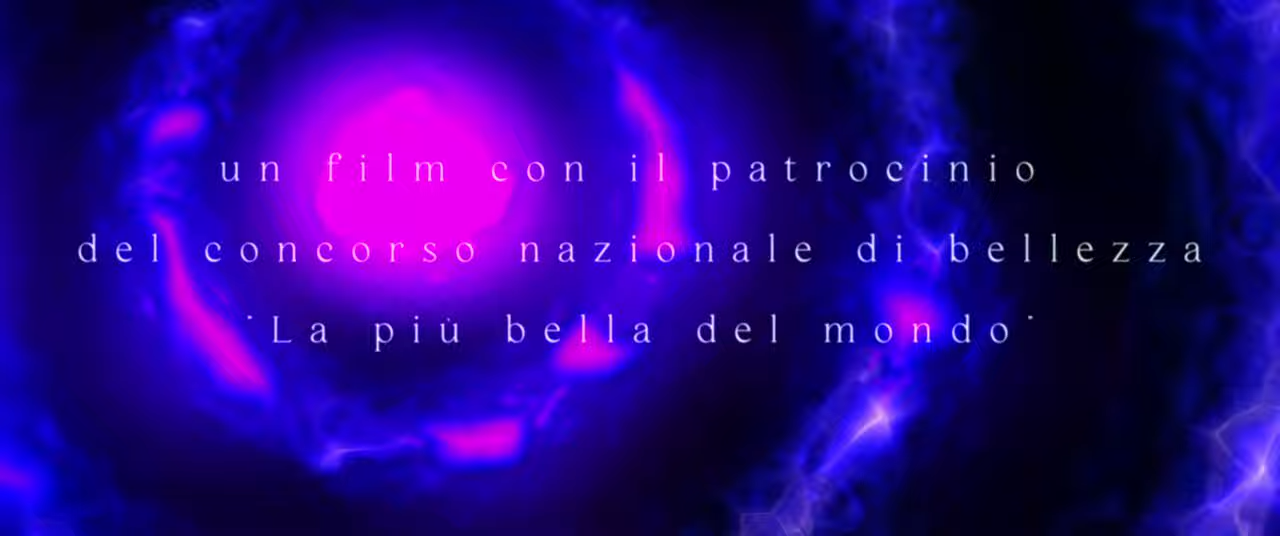 un film con il patrocinio
del concorso nazionale di bellezza
"La più bella del mondo"